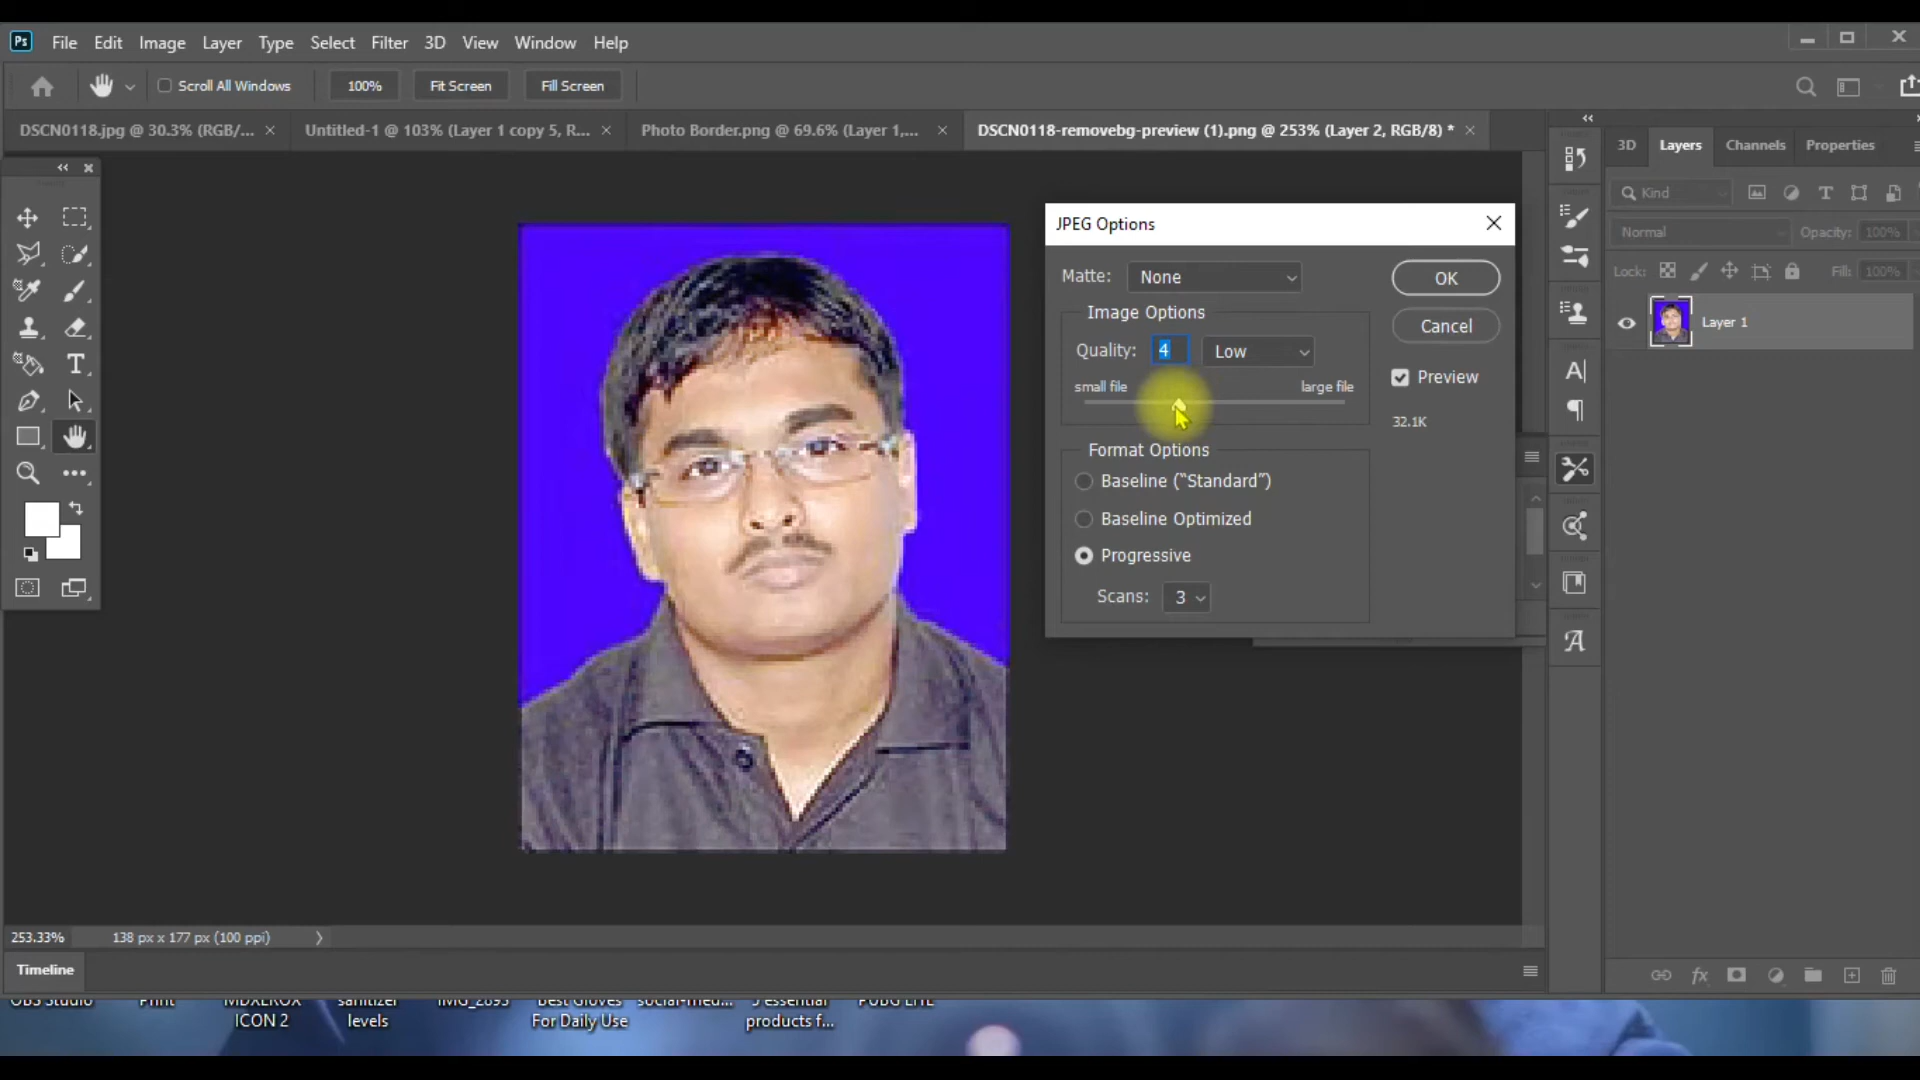 Ps File Edit Image Layer Type Select Filter 3D View Window Help
Scroll All Windows 100% Fit Screen Fill Screen
DSCN0118.jpg @ 30.3% (RGB/... × Untitled-1 @ 103% (Layer 1 copy 5, R... × Photo Border.png @ 69.6% (Layer 1,... × DSCN0118-removebg-preview (1).png @ 253% (Layer 2, RGB/8) * ×
3D Layers Channels Properties
Kind
Normal Opacity: 100%
Lock: Fill: 100%
Layer 1
JPEG Options
Matte: None OK
Image Options
Cancel
Quality: 4 Low
Preview
small file large file
32.1K
Format Options
Baseline (“Standard”)
Baseline Optimized
Progressive
Scans: 3
253.33% 138 px x 177 px (100 ppi)
Timeline
OBS Studio Print MDXEROX sanitizer IMG_2893 Best Gloves social-med... 5 essential PUBG LITE
ICON 2 levels For Daily Use products f...